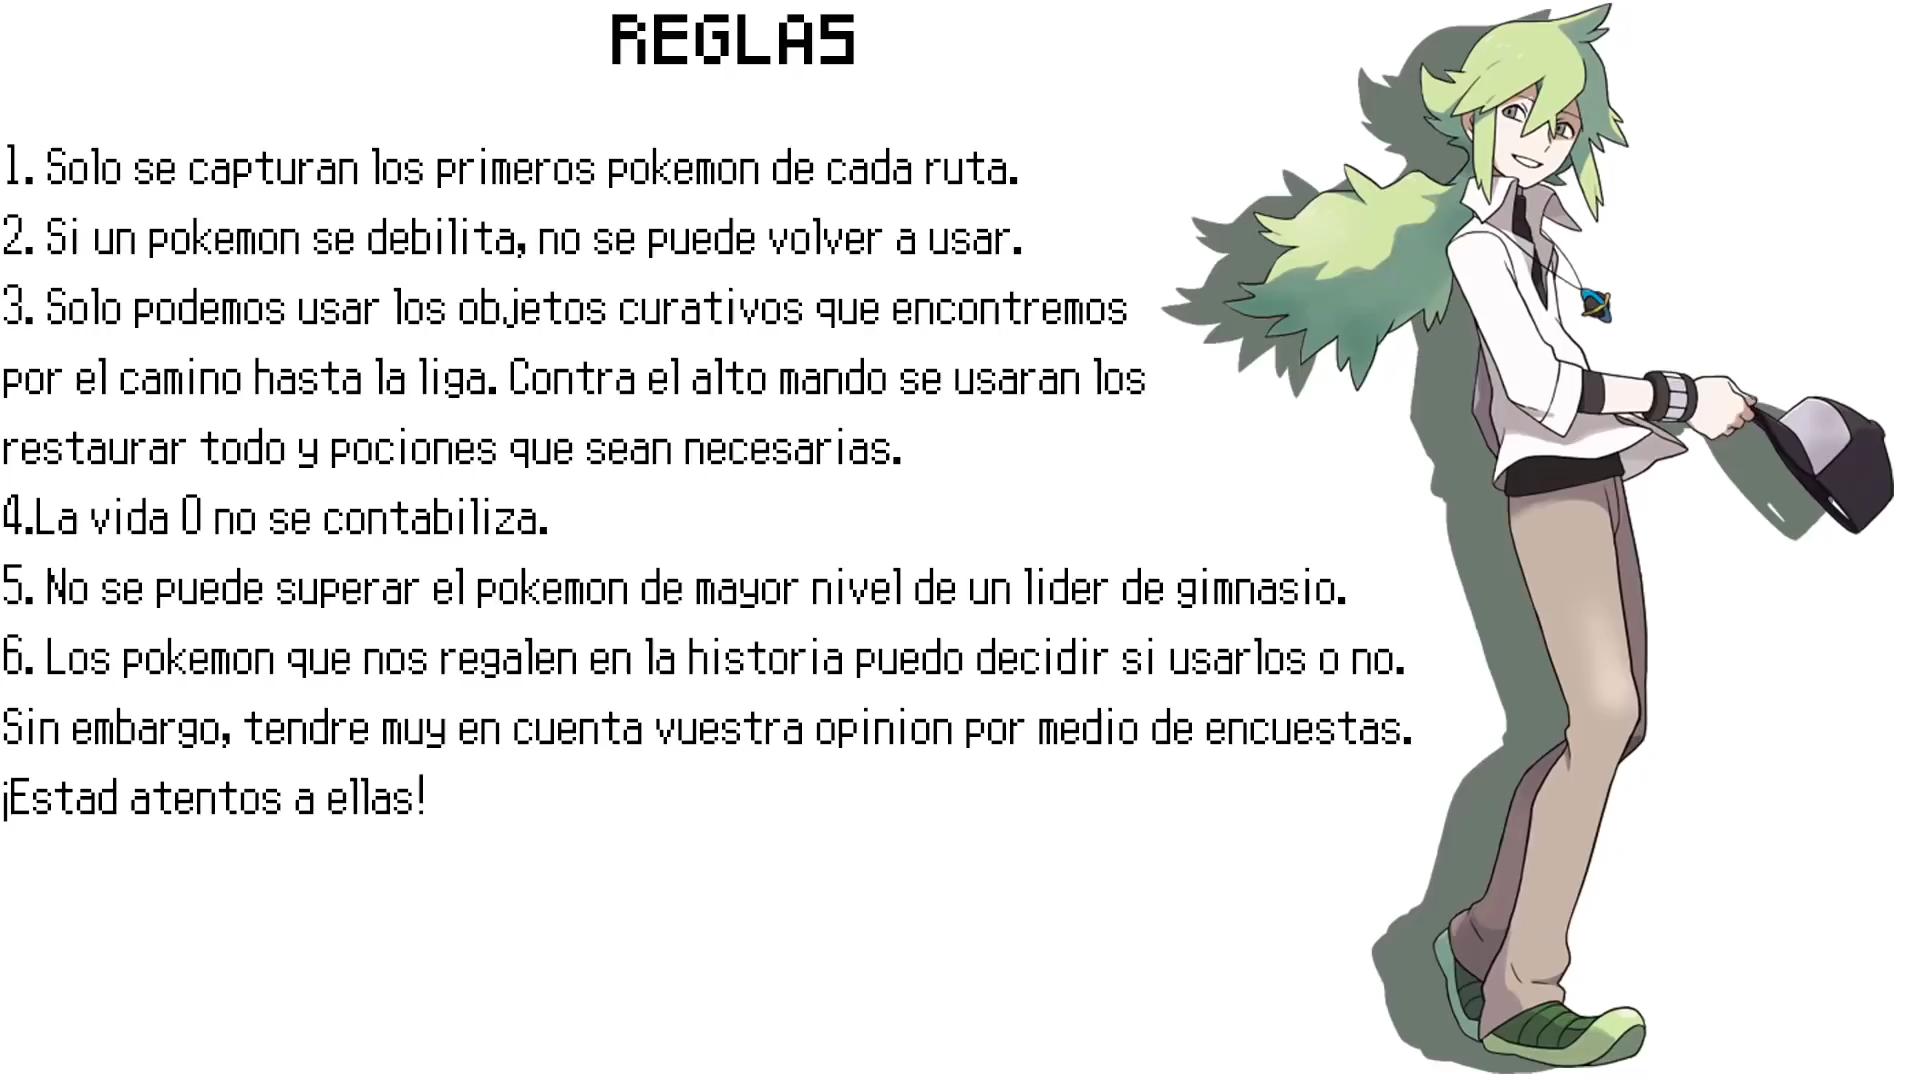 REGLAS
1. Solo se capturan los primeros pokemon de cada ruta.
2. Si un pokemon se debilita, no se puede volver a usar.
3. Solo podemos usar los objetos curativos que encontremos
por el camino hasta la liga. Contra el alto mando se usaran los
restaurar todo y pociones que sean necesarias.
4.La vida 0 no se contabiliza.
5. No se puede superar el pokemon de mayor nivel de un lider de gimnasio.
6. Los pokemon que nos regalen en la historia puedo decidir si usarlos o no.
Sin embargo, tendre muy en cuenta vuestra opinion por medio de encuestas.
¡Estad atentos a ellas!